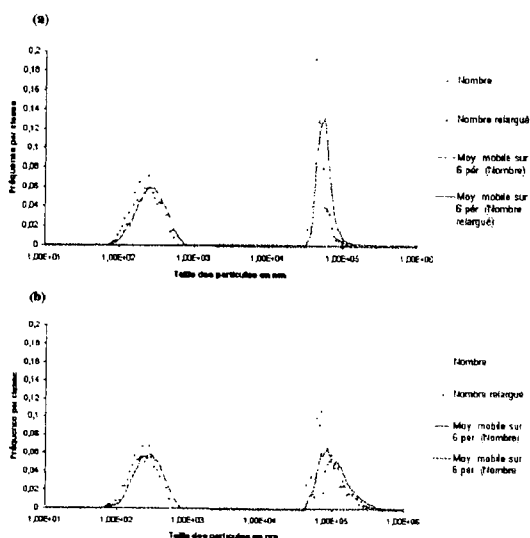 (a)
0,2
0,18
0,16
0,14
0,12
0,1
0,08
0,06
0,04
0,02
0
Fréquence par classe
1,00E+01 1,00E+02 1,00E+03 1,00E+04 1,00E+05 1,00E+06
Taille des particules en nm
Nombre
Nombre relargué
Moy mobile sur
6 pér (Nombre)
Moy mobile sur
6 pér (Nombre
relargué)
(b)
0,2
0,18
0,16
0,14
0,12
0,1
0,08
0,06
0,04
0,02
0
Fréquence par classe
1,00E+01 1,00E+02 1,00E+03 1,00E+04 1,00E+05 1,00E+06
Taille des particules en nm
Nombre
Nombre relargué
Moy mobile sur
6 per (Nombre)
Moy mobile sur
6 per (Nombre